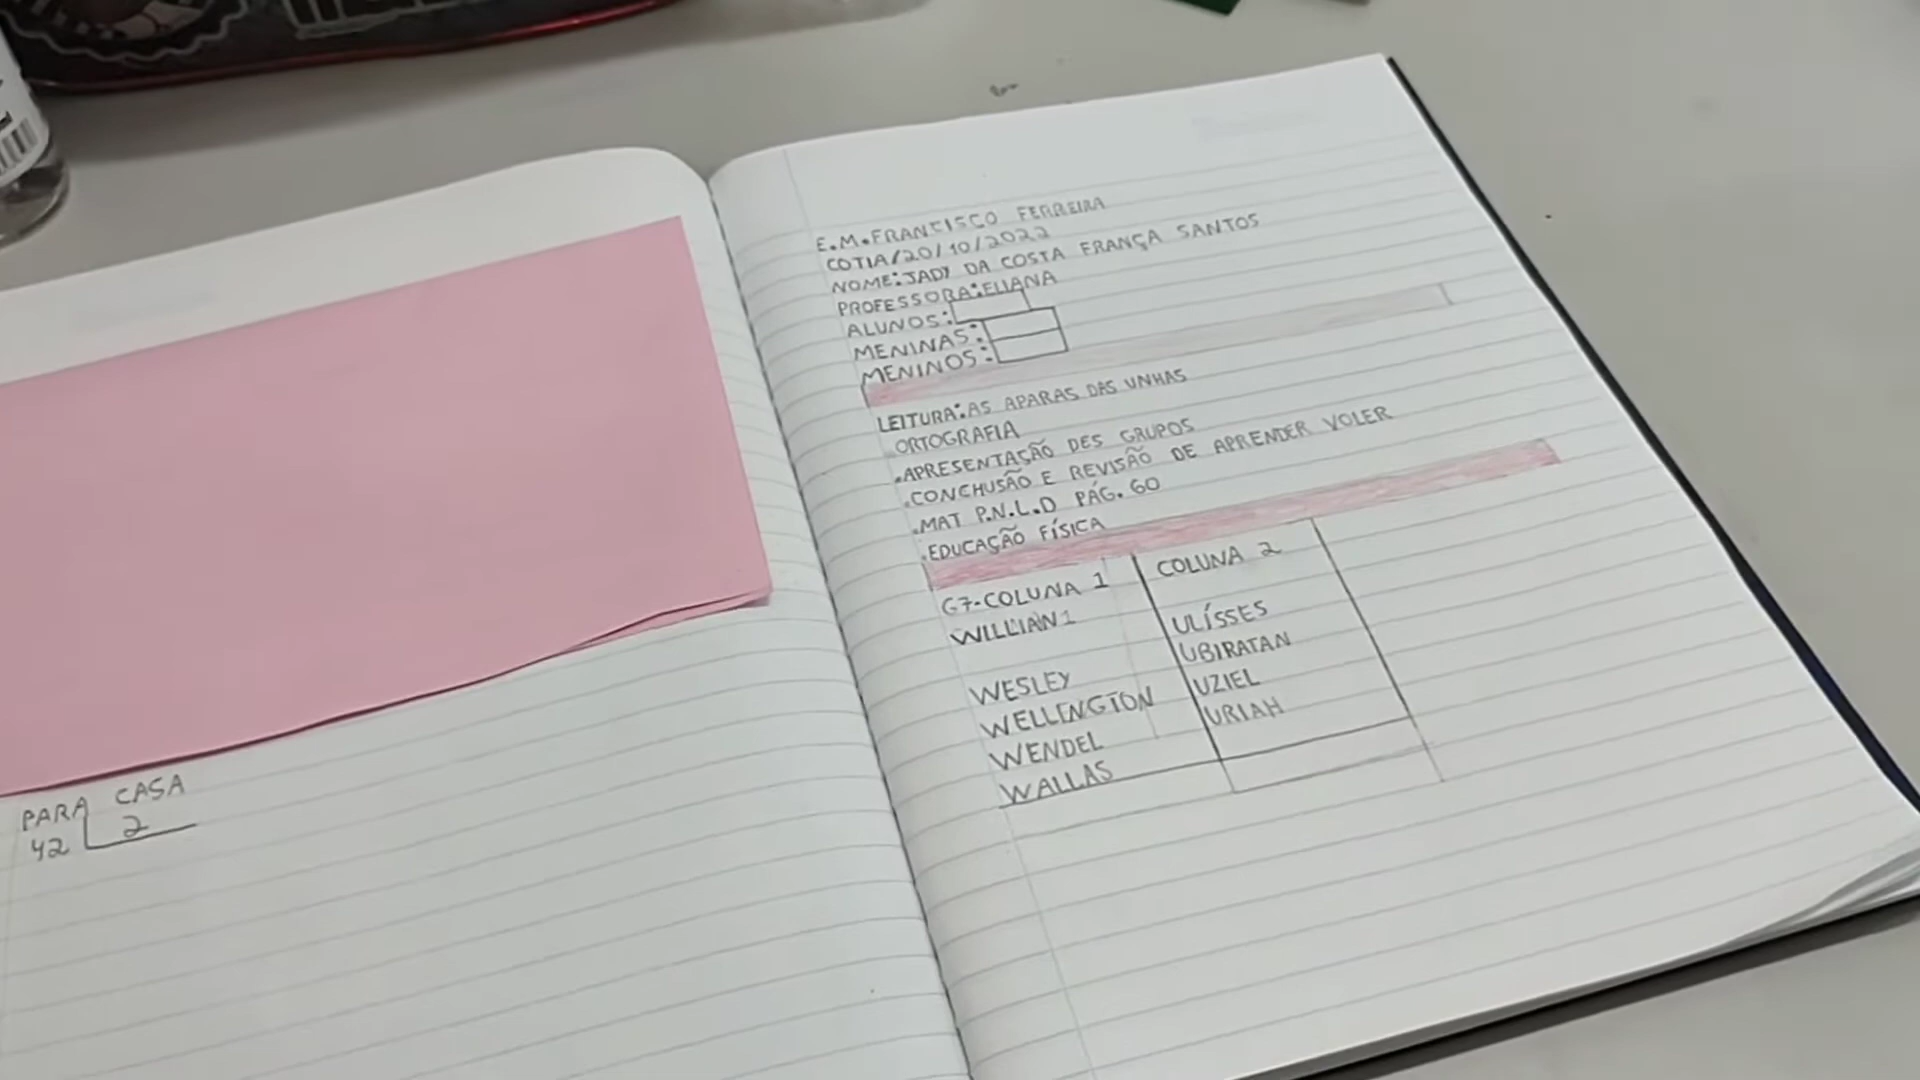 PARA CASA
42 2
E.M.FRANCISCO FERREIRA
COTIA/20/10/2022
NOME:JADY DA COSTA FRANÇA SANTOS
PROFESSORA:ELIANA
ALUNOS:
MENINAS:
MENINOS:
LEITURA:AS APARAS DAS UNHAS
ORTOGRAFIA
.APRESENTAÇÃO DES GRUPOS
.CONCHUSÃO E REVISÃO DE APRENDER VOLER
.MAT P.N.L.D PÁG.60
.EDUCAÇÃO FÍSICA
G7-COLUNA 1 COLUNA 2
WILLIAN1 ULÍSSES
UBIRATAN
WESLEY UZIEL
WELLINGTON URIAH
WENDEL
WALLAS